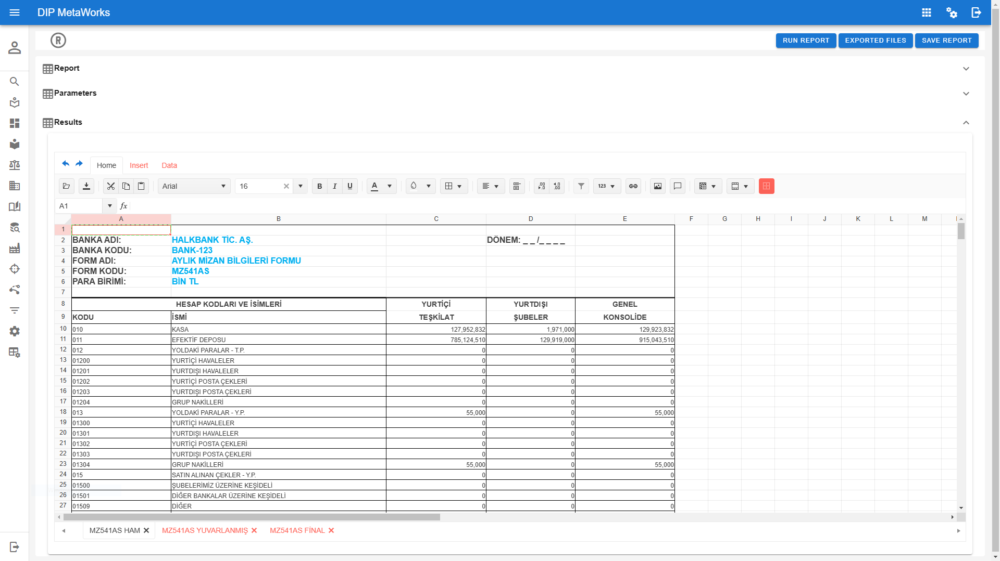 DIP MetaWorks
R
RUN REPORT EXPORTED FILES SAVE REPORT
Report
Parameters
Results
Home Insert Data
Arial 16 B I U A 123
A1 fx
A B C D E F G H I J K L M
1
2 BANKA ADI: HALKBANK TİC. AŞ. DÖNEM: _ _ /_ _ _ _
3 BANKA KODU: BANK-123
4 FORM ADI: AYLIK MİZAN BİLGİLERİ FORMU
5 FORM KODU: MZ541AS
6 PARA BİRİMİ: BİN TL
7
8 HESAP KODLARI VE İSİMLERİ YURTİÇİ YURTDIŞI GENEL
9 KODU İSMİ TEŞKİLAT ŞUBELER KONSOLİDE
10 010 KASA 127,952,832 1,971,000 129,923,832
11 011 EFEKTİF DEPOSU 785,124,510 129,919,000 915,043,510
12 012 YOLDAKİ PARALAR - T.P. 0 0 0
13 01200 YURTİÇİ HAVALELER 0 0 0
14 01201 YURTDIŞI HAVALELER 0 0 0
15 01202 YURTİÇİ POSTA ÇEKLERİ 0 0 0
16 01203 YURTDIŞI POSTA ÇEKLERİ 0 0 0
17 01204 GRUP NAKİLLERİ 0 0 0
18 013 YOLDAKİ PARALAR - Y.P. 55,000 0 55,000
19 01300 YURTİÇİ HAVALELER 0 0 0
20 01301 YURTDIŞI HAVALELER 0 0 0
21 01302 YURTİÇİ POSTA ÇEKLERİ 0 0 0
22 01303 YURTDIŞI POSTA ÇEKLERİ 0 0 0
23 01304 GRUP NAKİLLERİ 55,000 0 55,000
24 015 SATIN ALINAN ÇEKLER - Y.P. 0 0 0
25 01500 ŞUBELERİMİZ ÜZERİNE KEŞİDELİ 0 0 0
26 01501 DİĞER BANKALAR ÜZERİNE KEŞİDELİ 0 0 0
27 01509 DİĞER 0 0 0
MZ541AS HAM MZ541AS YUVARLANMIŞ MZ541AS FİNAL